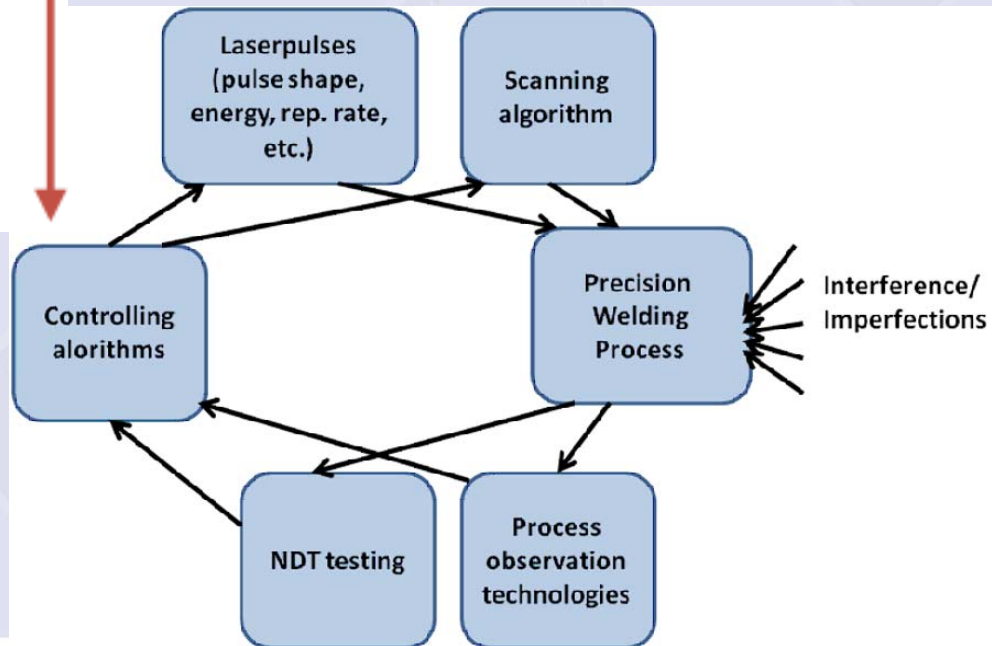 Laserpulses
(pulse shape,
energy, rep. rate,
etc.)
Scanning
algorithm
Controlling
alorithms
Precision
Welding
Process
Interference/
Imperfections
NDT testing
Process
observation
technologies